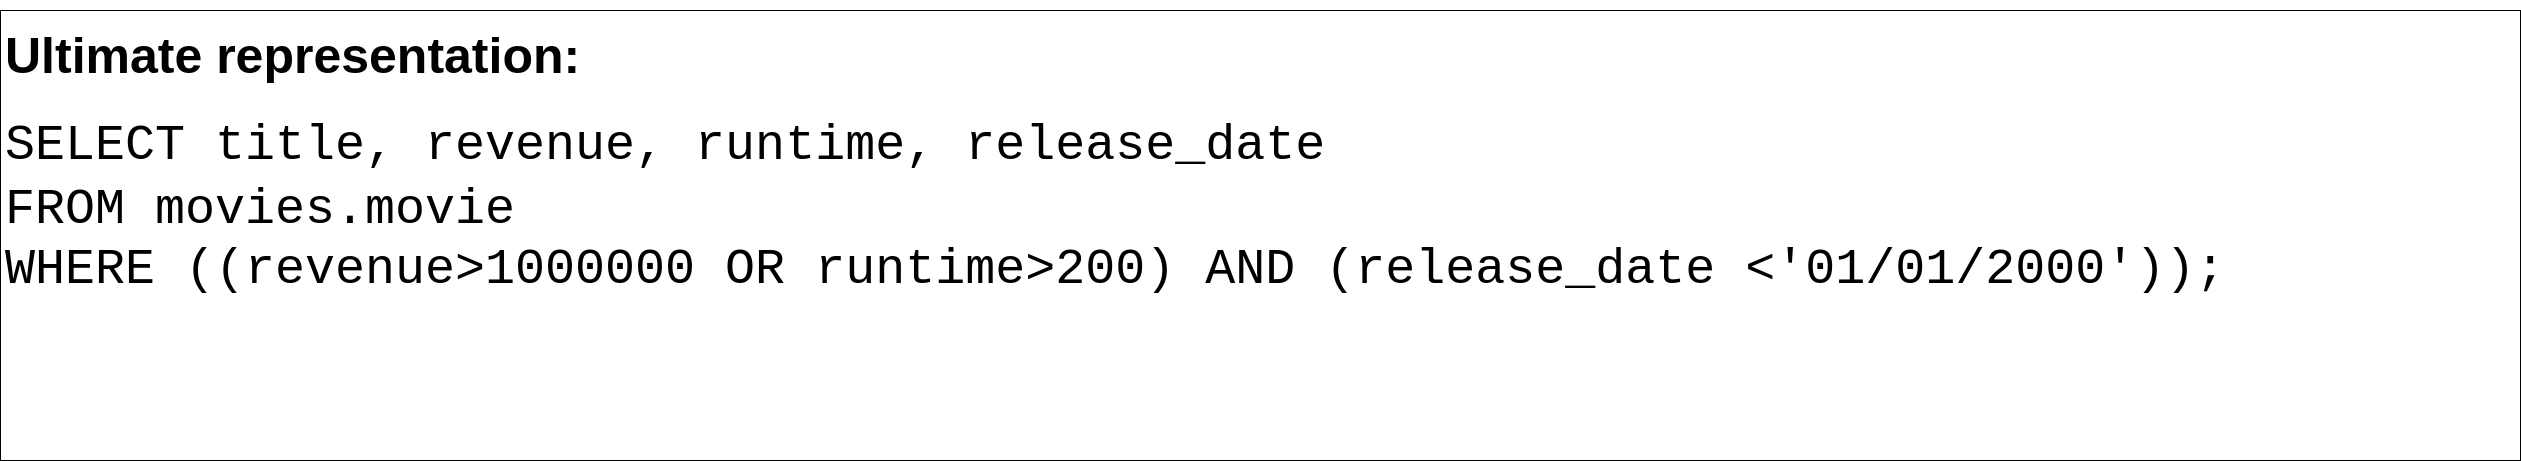 Ultimate representation:
SELECT title, revenue, runtime, release_date
FROM movies.movie
WHERE ((revenue>1000000 OR runtime>200) AND (release_date <'01/01/2000'));